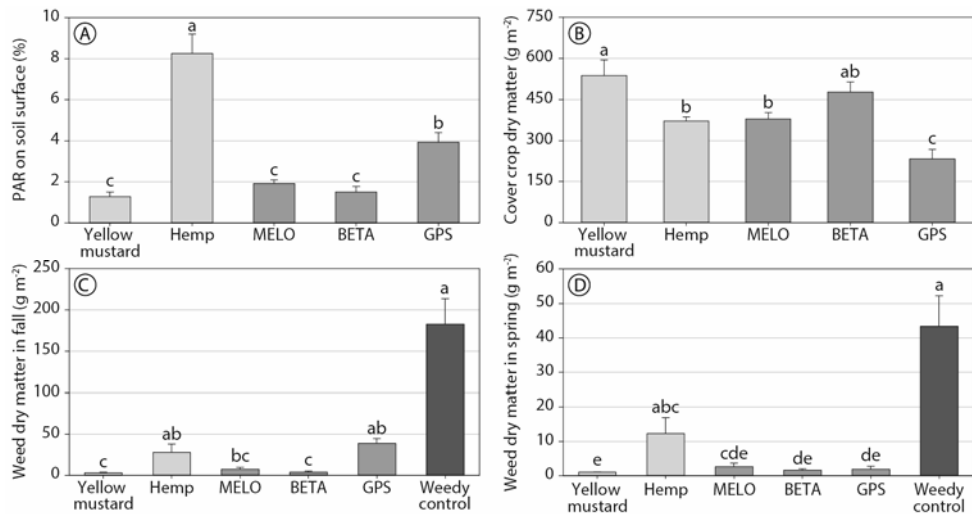 A
PAR on soil surface (%)
10
8
6
4
2
0
c
a
c
c
b
Yellow mustard
Hemp
MELO
BETA
GPS
B
Cover crop dry matter (g m⁻²)
750
600
450
300
150
0
a
b
b
ab
c
Yellow mustard
Hemp
MELO
BETA
GPS
C
Weed dry matter in fall (g m⁻²)
250
200
150
100
50
0
c
ab
bc
c
ab
a
Yellow mustard
Hemp
MELO
BETA
GPS
Weedy control
D
Weed dry matter in spring (g m⁻²)
60
50
40
30
20
10
0
e
abc
cde
de
de
a
Yellow mustard
Hemp
MELO
BETA
GPS
Weedy control